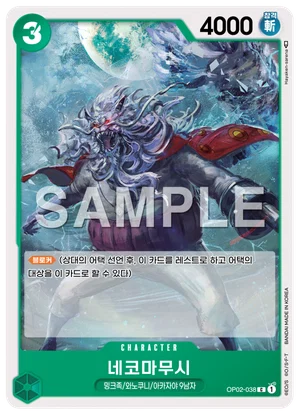 3
4000
참격
斬
SAMPLE
블로커 (상대의 어택 선언 후, 이 카드를 레스트로 하고 어택의
대상을 이 카드로 할 수 있다)
CHARACTER
네코마무시
밍크족/와노쿠니/아카자야 9남자
OP02-038 C 1
BANDAI MADE IN KOREA